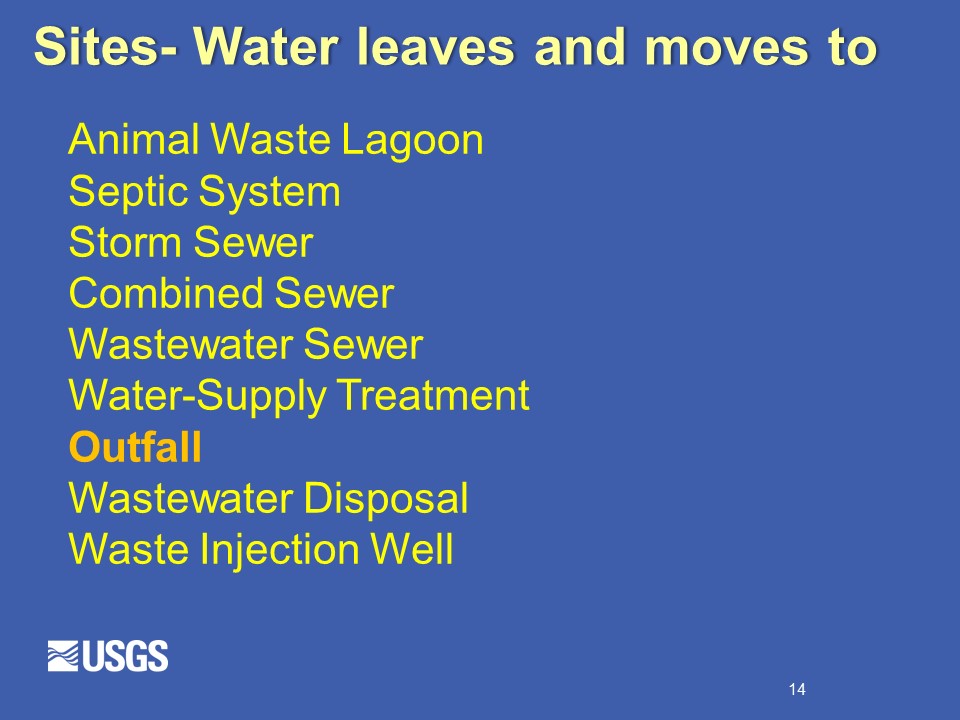 Sites- Water leaves and moves to
Animal Waste Lagoon
Septic System
Storm Sewer
Combined Sewer
Wastewater Sewer
Water-Supply Treatment
Outfall
Wastewater Disposal
Waste Injection Well
USGS
14